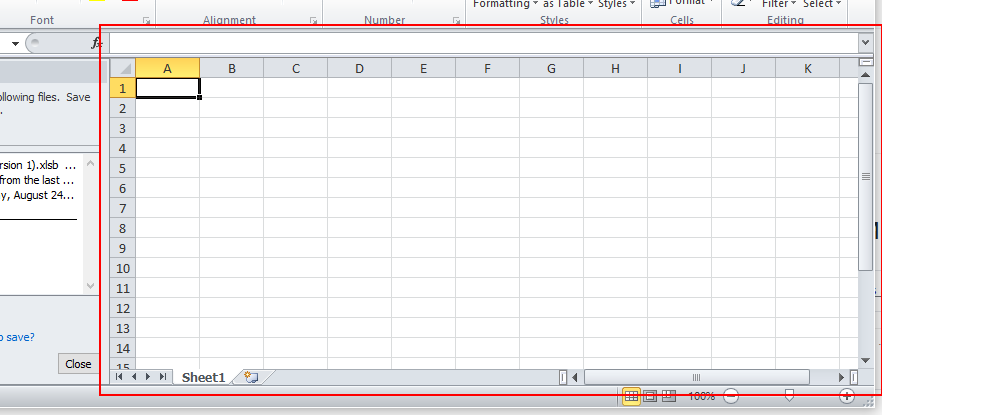 Formatting as Table Styles Format Filter Select
Font Alignment Number Styles Cells Editing
fx
A B C D E F G H I J K
1
ollowing files. Save
2
.
3
4
rsion 1).xlsb ...
5
from the last ...
6
y, August 24...
7
8
9
10
11
12
13
o save?
14
Close
15
Sheet1
100%